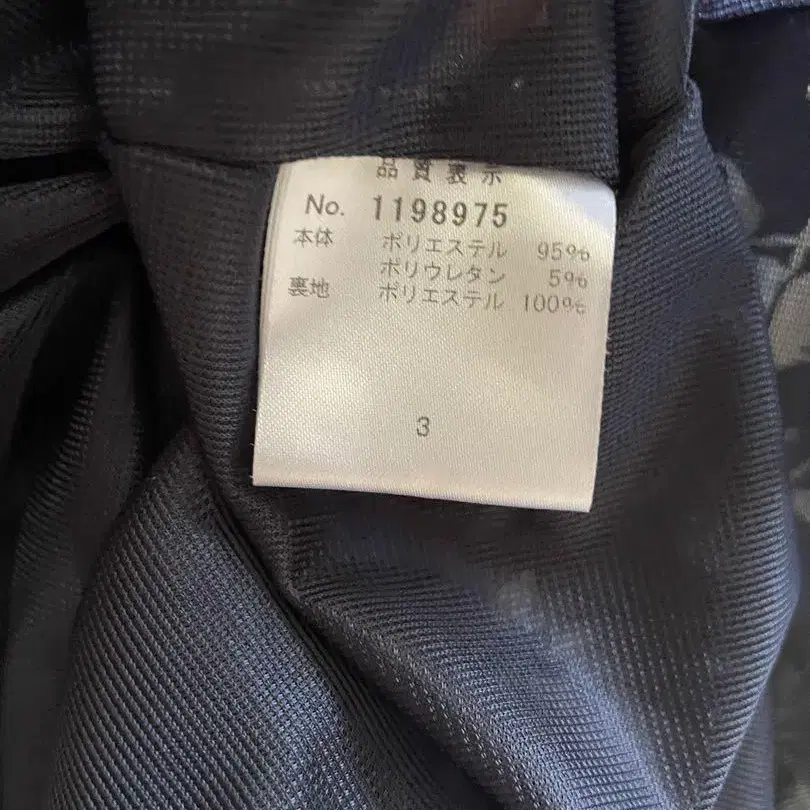 品質表示
No. 1198975
本体 ポリエステル 95%
ポリウレタン 5%
裏地 ポリエステル 100%
3